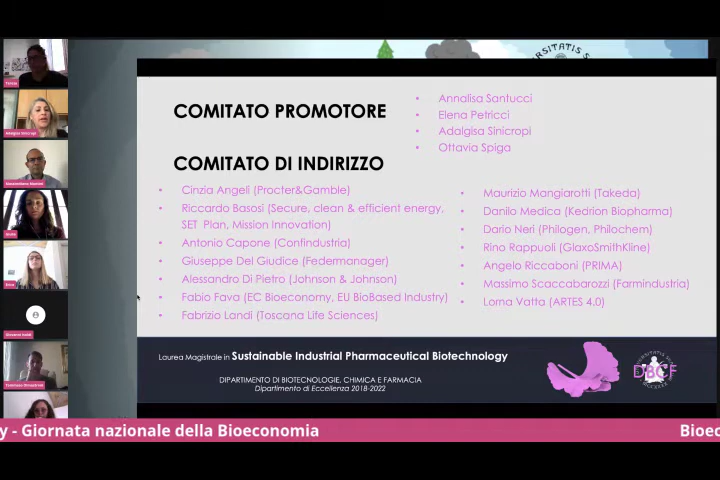 COMITATO PROMOTORE
• Annalisa Santucci
• Elena Petricci
• Adalgisa Sinicropi
• Ottavia Spiga
COMITATO DI INDIRIZZO
• Cinzia Angeli (Procter&Gamble)
• Riccardo Basosi (Secure, clean & efficient energy,
SET Plan, Mission Innovation)
• Antonio Capone (Confindustria)
• Giuseppe Del Giudice (Federmanager)
• Alessandro Di Pietro (Johnson & Johnson)
• Fabio Fava (EC Bioeconomy, EU BioBased Industry)
• Fabrizio Landi (Toscana Life Sciences)
• Maurizio Mangiarotti (Takeda)
• Danilo Medica (Kedrion Biopharma)
• Dario Neri (Philogen, Philochem)
• Rino Rappuoli (GlaxoSmithKline)
• Angelo Riccaboni (PRIMA)
• Massimo Scaccabarozzi (Farmindustria)
• Lorna Vatta (ARTES 4.0)
Laurea Magistrale in Sustainable Industrial Pharmaceutical Biotechnology
DIPARTIMENTO DI BIOTECNOLOGIE, CHIMICA E FARMACIA
Dipartimento di Eccellenza 2018-2022
DBCF
y - Giornata nazionale della Bioeconomia
Bioec